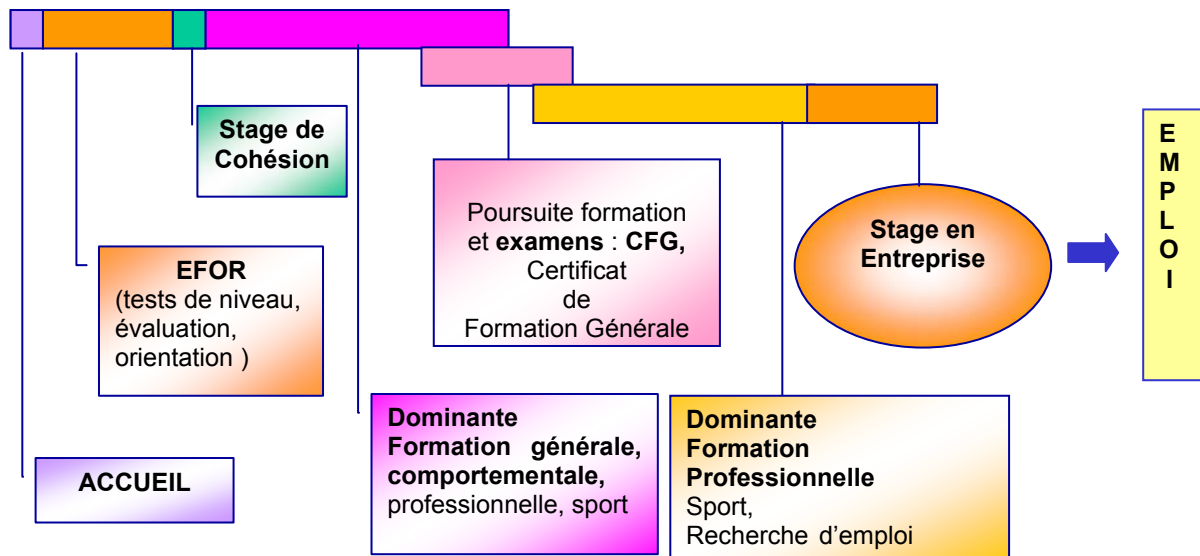 Stage de
Cohésion
EFOR
(tests de niveau,
évaluation,
orientation )
ACCUEIL
Poursuite formation
et examens : CFG,
Certificat
de
Formation Générale
Dominante
Formation générale,
comportementale,
professionnelle, sport
Dominante
Formation
Professionnelle
Sport,
Recherche d'emploi
Stage en
Entreprise
E
M
P
L
O
I